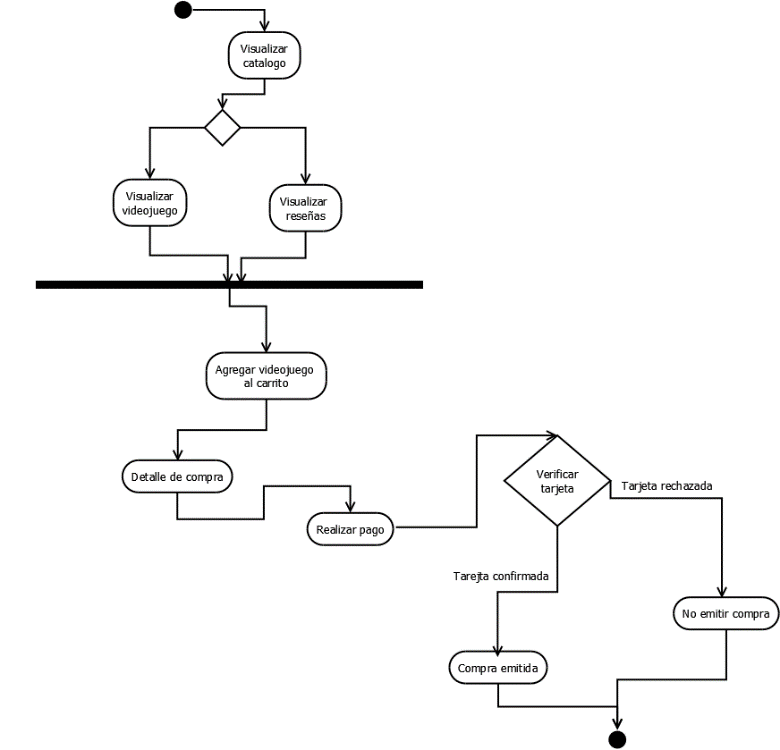 Visualizar
catalogo
Visualizar
videojuego
Visualizar
reseñas
Agregar videojuego
al carrito
Detalle de compra
Realizar pago
Verificar
tarjeta
Tarjeta rechazada
Tarejta confirmada
No emitir compra
Compra emitida